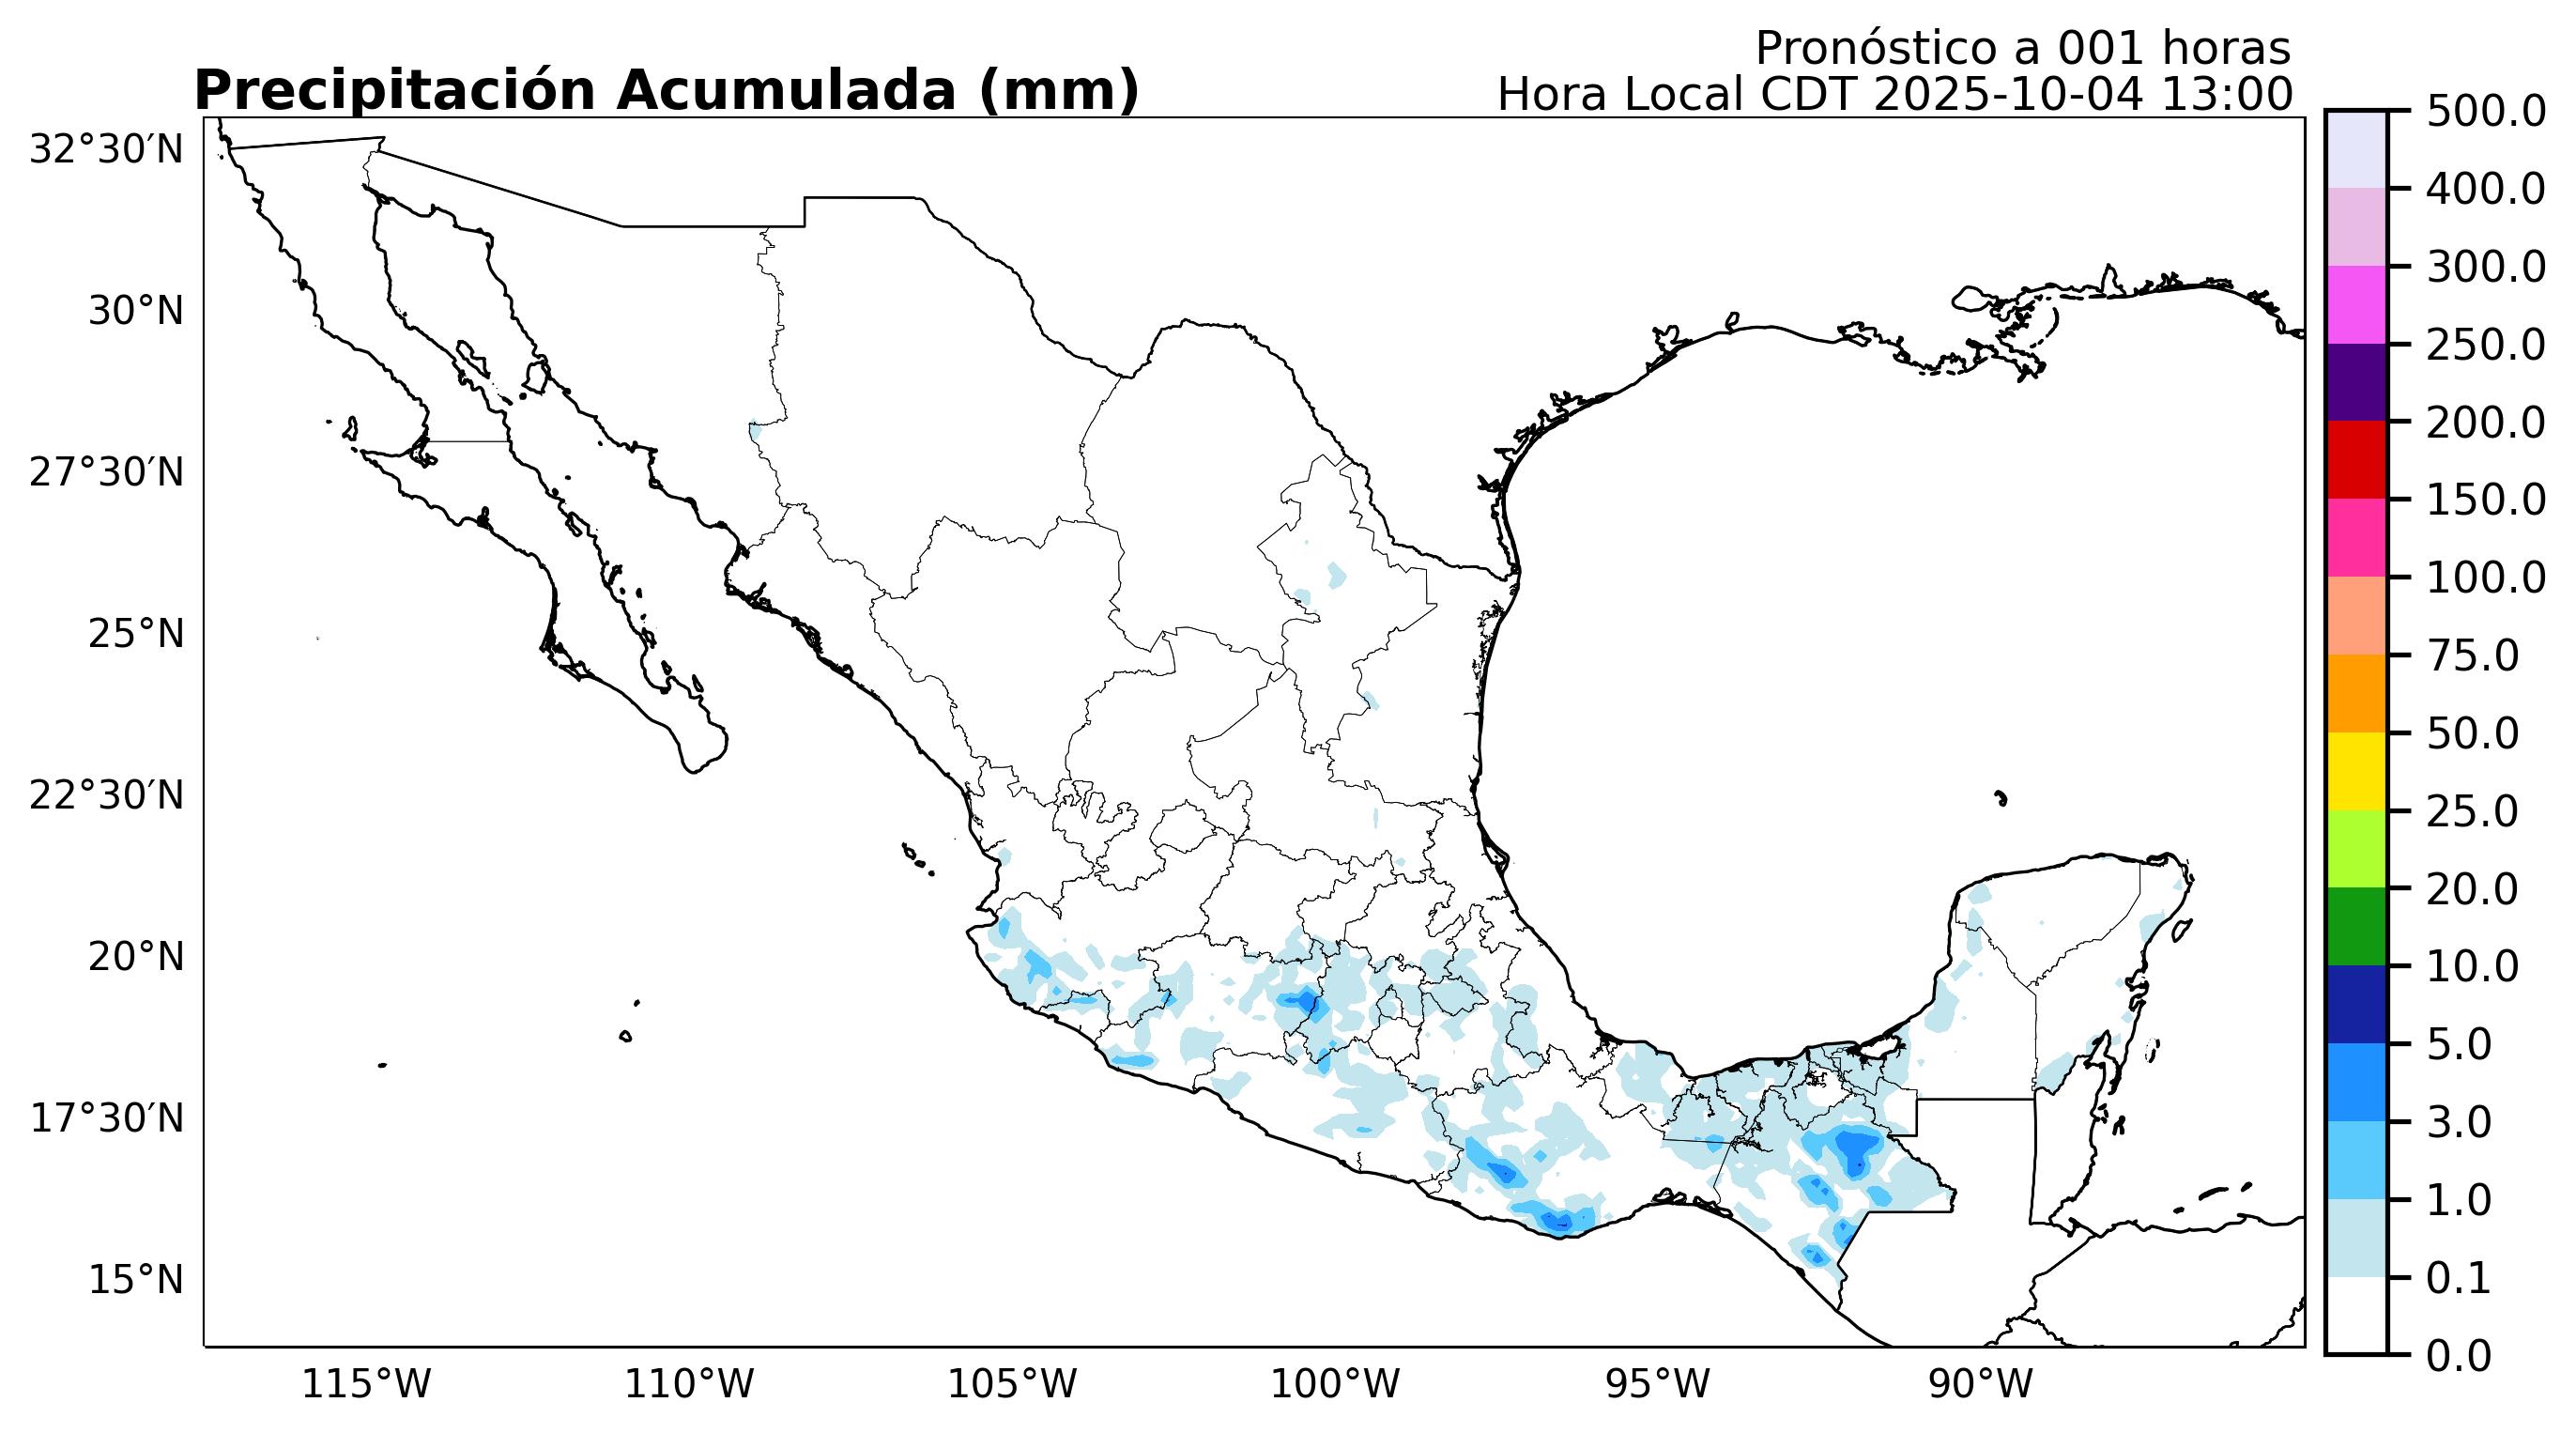 Pronóstico a 001 horas
Precipitación Acumulada (mm)
Hora Local CDT 2025-10-04 13:00
32°30′N
30°N
27°30′N
25°N
22°30′N
20°N
17°30′N
15°N
115°W
110°W
105°W
100°W
95°W
90°W
500.0
400.0
300.0
250.0
200.0
150.0
100.0
75.0
50.0
25.0
20.0
10.0
5.0
3.0
1.0
0.1
0.0